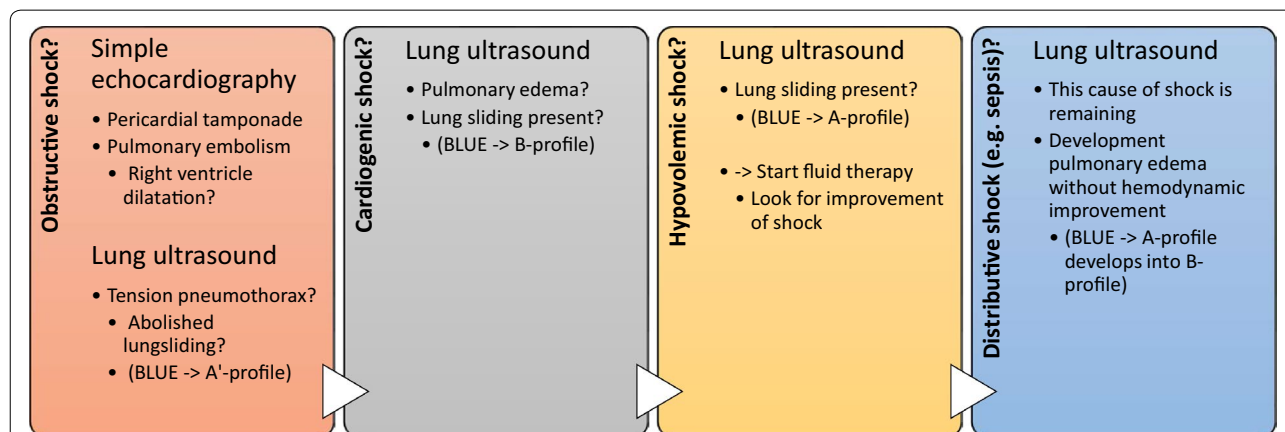 Obstructive shock?
Simple
echocardiography
• Pericardial tamponade
• Pulmonary embolism
• Right ventricle
dilatation?
Lung ultrasound
• Tension pneumothorax?
• Abolished
lungsliding?
• (BLUE -> A'-profile)
Cardiogenic shock?
Lung ultrasound
• Pulmonary edema?
• Lung sliding present?
• (BLUE -> B-profile)
Hypovolemic shock?
Lung ultrasound
• Lung sliding present?
• (BLUE -> A-profile)
• -> Start fluid therapy
• Look for improvement
of shock
Distributive shock (e.g. sepsis)?
Lung ultrasound
• This cause of shock is
remaining
• Development
pulmonary edema
without hemodynamic
improvement
• (BLUE -> A-profile
develops into B-
profile)